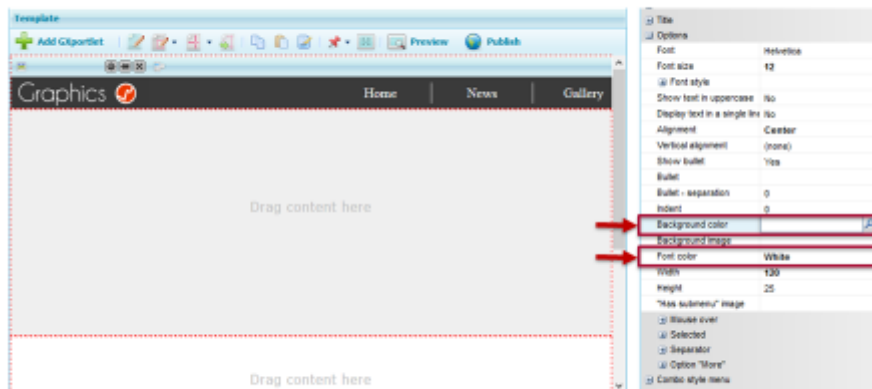 Template
Add GXportlet
Preview
Publish
Graphics
Home
News
Gallery
Drag content here
Drag content here
Title
Options
Font Helvetica
Font size 12
Font style
Show text in uppercase No
Display text in a single line No
Alignment Center
Vertical alignment (none)
Show bullet Yes
Bullet
Bullet - separation 0
Indent 0
Background color
Background image
Font color White
Width 120
Height 25
"Has submenu" image
Mouse over
Selected
Separator
Option "More"
Combo style menu